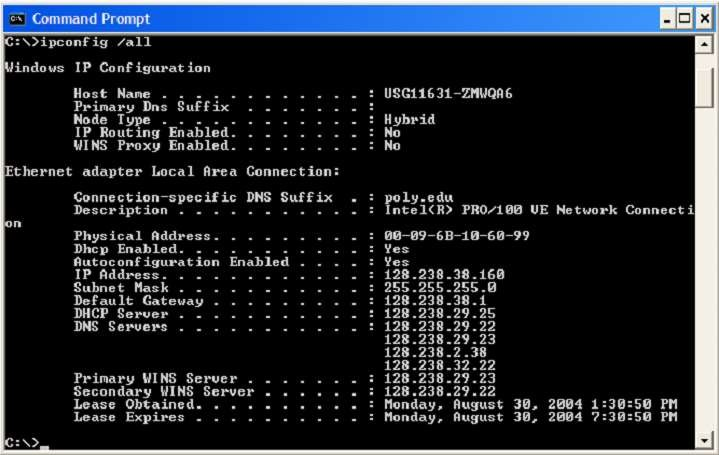 Command Prompt
C:\>ipconfig /all
Windows IP Configuration
Host Name . . . . . . . . . . . . : USG11631-ZMWQA6
Primary Dns Suffix  . . . . . . . :
Node Type . . . . . . . . . . . . : Hybrid
IP Routing Enabled. . . . . . . . : No
WINS Proxy Enabled. . . . . . . . : No
Ethernet adapter Local Area Connection:
Connection-specific DNS Suffix  . : poly.edu
Description . . . . . . . . . . . : Intel(R) PRO/100 VE Network Connecti
on
Physical Address. . . . . . . . . : 00-09-6B-10-60-99
Dhcp Enabled. . . . . . . . . . . : Yes
Autoconfiguration Enabled . . . . : Yes
IP Address. . . . . . . . . . . . : 128.238.38.160
Subnet Mask . . . . . . . . . . . : 255.255.255.0
Default Gateway . . . . . . . . . : 128.238.38.1
DHCP Server . . . . . . . . . . . : 128.238.29.25
DNS Servers . . . . . . . . . . . : 128.238.29.22
128.238.29.23
128.238.2.38
128.238.32.22
Primary WINS Server . . . . . . . : 128.238.29.23
Secondary WINS Server . . . . . . : 128.238.29.22
Lease Obtained. . . . . . . . . . : Monday, August 30, 2004 1:30:50 PM
Lease Expires . . . . . . . . . . : Monday, August 30, 2004 7:30:50 PM
C:\>_